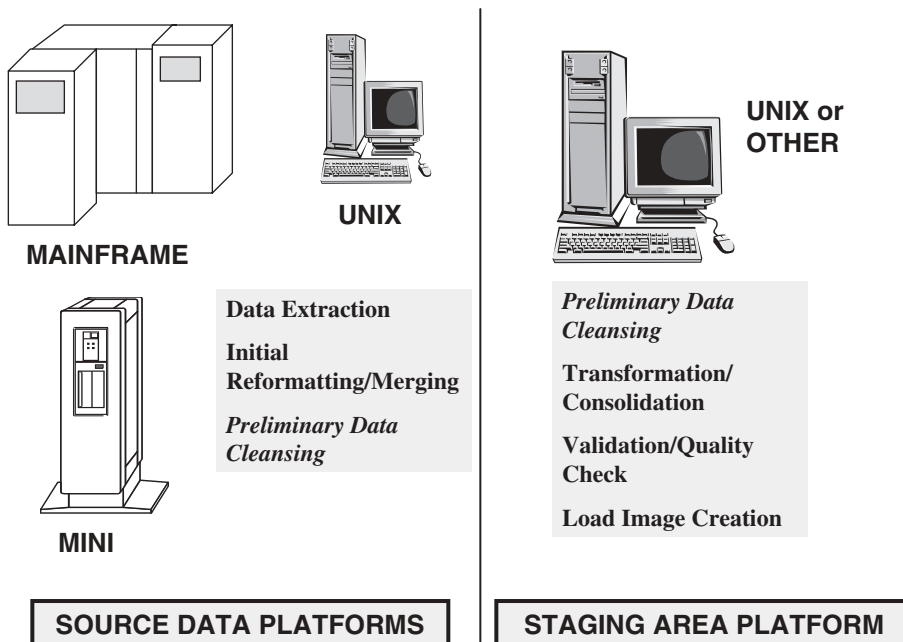 MAINFRAME
UNIX
MINI
Data Extraction
Initial
Reformatting/Merging
Preliminary Data
Cleansing
SOURCE DATA PLATFORMS
UNIX or
OTHER
Preliminary Data
Cleansing
Transformation/
Consolidation
Validation/Quality
Check
Load Image Creation
STAGING AREA PLATFORM